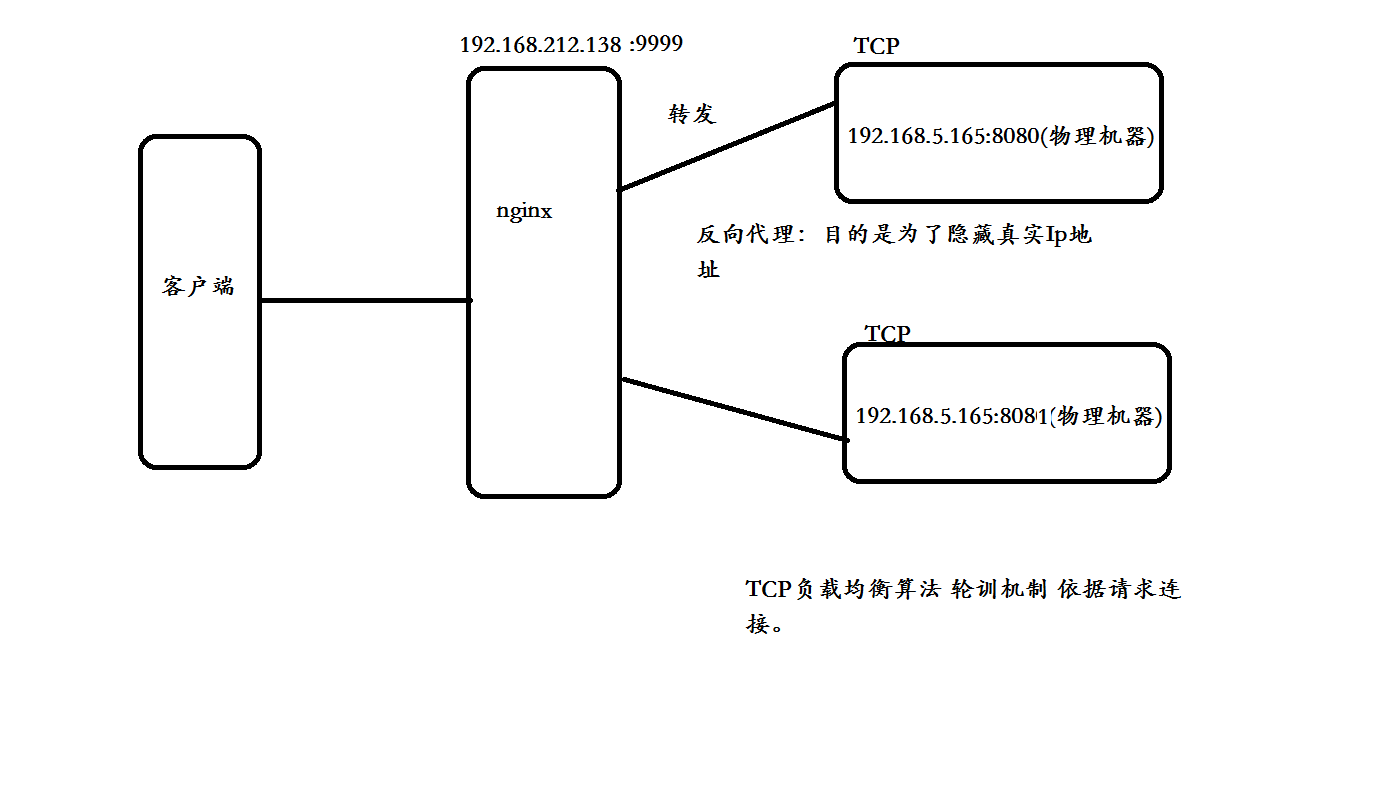 192.168.212.138 :9999
TCP
转发
192.168.5.165:8080(物理机器)
nginx
反向代理：目的是为了隐藏真实Ip地
址
客户端
TCP
192.168.5.165:8081(物理机器)
TCP负载均衡算法 轮训机制 依据请求连
接。